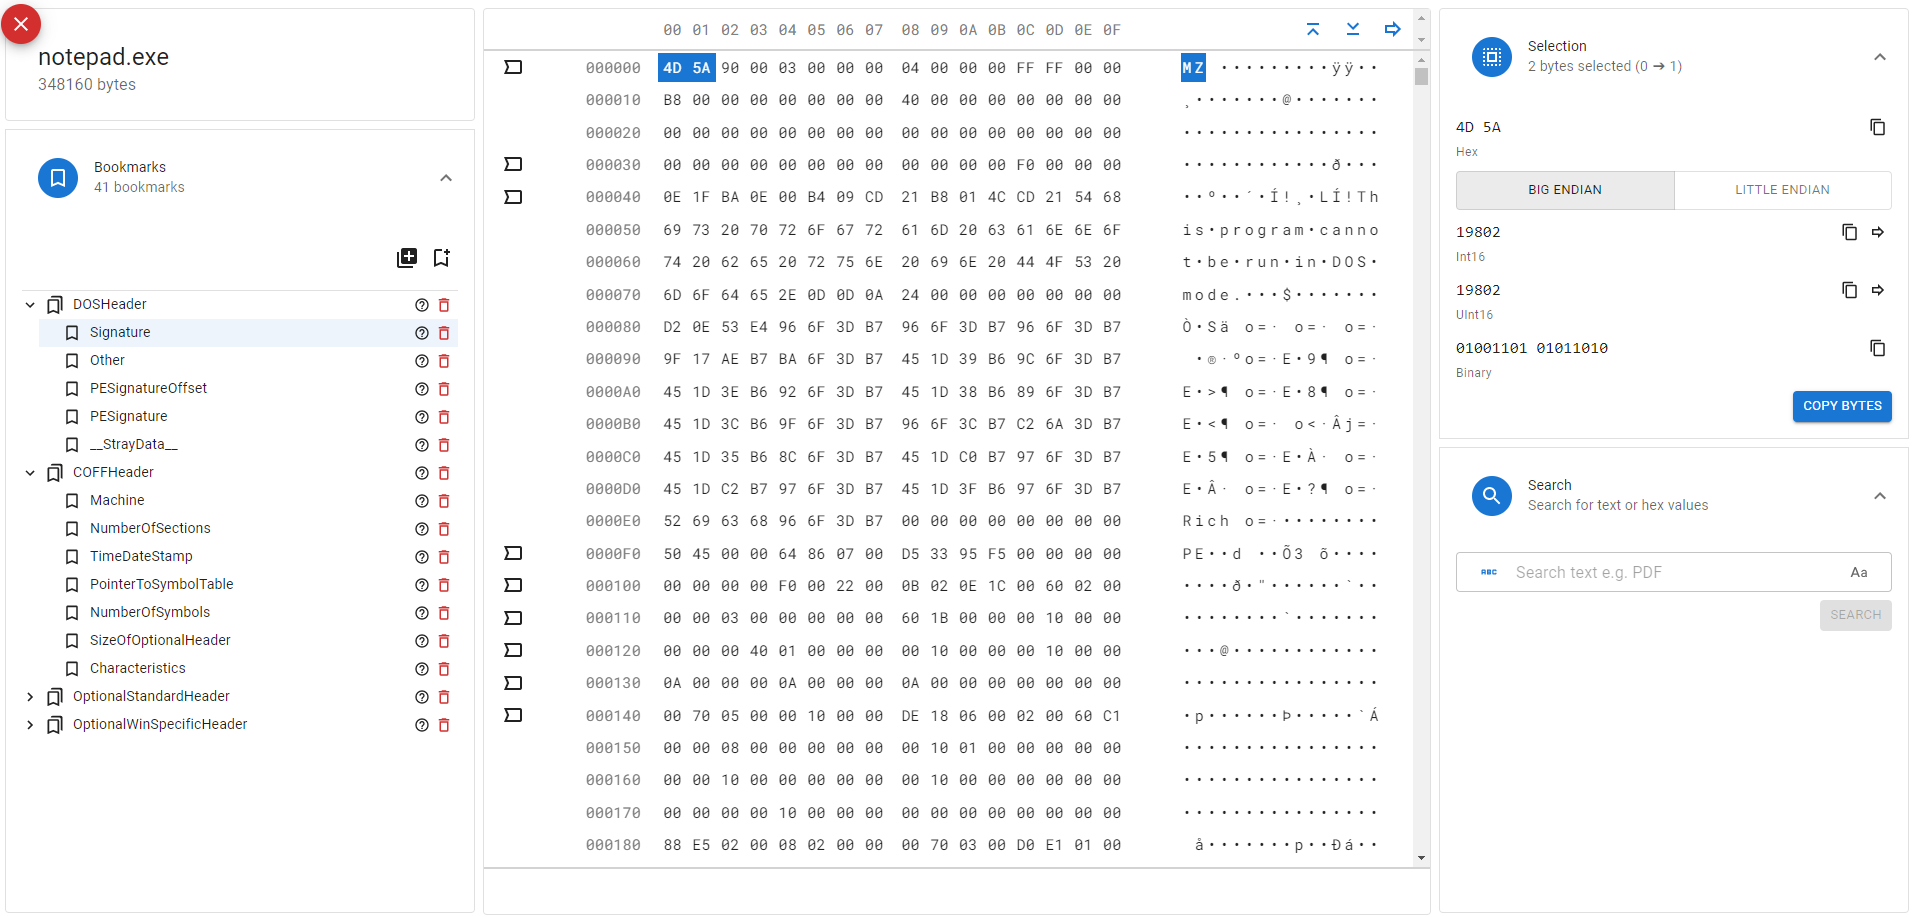 notepad.exe
348160 bytes
Bookmarks
41 bookmarks
DOSHeader
Signature
Other
PESignatureOffset
PESignature
__StrayData__
COFFHeader
Machine
NumberOfSections
TimeDateStamp
PointerToSymbolTable
NumberOfSymbols
SizeOfOptionalHeader
Characteristics
OptionalStandardHeader
OptionalWinSpecificHeader
00 01 02 03 04 05 06 07 08 09 0A 0B 0C 0D 0E 0F
000000 4D 5A 90 00 03 00 00 00 04 00 00 00 FF FF 00 00 MZ·········ÿÿ··
000010 B8 00 00 00 00 00 00 00 40 00 00 00 00 00 00 00 ¸·······@·······
000020 00 00 00 00 00 00 00 00 00 00 00 00 00 00 00 00 ················
000030 00 00 00 00 00 00 00 00 00 00 00 00 F0 00 00 00 ············ð···
000040 0E 1F BA 0E 00 B4 09 CD 21 B8 01 4C CD 21 54 68 ··º··´·Í!¸·LÍ!Th
000050 69 73 20 70 72 6F 67 72 61 6D 20 63 61 6E 6E 6F is·program·canno
000060 74 20 62 65 20 72 75 6E 20 69 6E 20 44 4F 53 20 t·be·run·in·DOS·
000070 6D 6F 64 65 2E 0D 0D 0A 24 00 00 00 00 00 00 00 mode.···$·······
000080 D2 0E 53 E4 96 6F 3D B7 96 6F 3D B7 96 6F 3D B7 Ò·Sä o=· o=· o=·
000090 9F 17 AE B7 BA 6F 3D B7 45 1D 39 B6 9C 6F 3D B7 ·®·ºo=·E·9¶ o=·
0000A0 45 1D 3E B6 92 6F 3D B7 45 1D 38 B6 89 6F 3D B7 E·>¶ o=·E·8¶ o=·
0000B0 45 1D 3C B6 9F 6F 3D B7 96 6F 3C B7 C2 6A 3D B7 E·<¶ o=· o<·Âj=·
0000C0 45 1D 35 B6 8C 6F 3D B7 45 1D C0 B7 97 6F 3D B7 E·5¶ o=·E·À· o=·
0000D0 45 1D C2 B7 97 6F 3D B7 45 1D 3F B6 97 6F 3D B7 E·Â· o=·E·?¶ o=·
0000E0 52 69 63 68 96 6F 3D B7 00 00 00 00 00 00 00 00 Rich o=·········
0000F0 50 45 00 00 64 86 07 00 D5 33 95 F5 00 00 00 00 PE··d ··Õ3 õ····
000100 00 00 00 00 F0 00 22 00 0B 02 0E 1C 00 60 02 00 ····ð·"······`··
000110 00 00 03 00 00 00 00 00 60 1B 00 00 00 10 00 00 ········`·······
000120 00 00 00 40 01 00 00 00 00 10 00 00 00 10 00 00 ···@············
000130 0A 00 00 00 0A 00 00 00 0A 00 00 00 00 00 00 00 ················
000140 00 70 05 00 00 10 00 00 DE 18 06 00 02 00 60 C1 ·p······Þ·····`Á
000150 00 00 08 00 00 00 00 00 00 10 01 00 00 00 00 00 ················
000160 00 00 10 00 00 00 00 00 00 10 00 00 00 00 00 00 ················
000170 00 00 00 00 10 00 00 00 00 00 00 00 00 00 00 00 ················
000180 88 E5 02 00 08 02 00 00 00 70 03 00 D0 E1 01 00 å·······p··Ðá··
Selection
2 bytes selected (0 ➔ 1)
4D 5A
Hex
BIG ENDIAN LITTLE ENDIAN
19802
Int16
19802
UInt16
01001101 01011010
Binary
COPY BYTES
Search
Search for text or hex values
ABC Search text e.g. PDF Aa
SEARCH